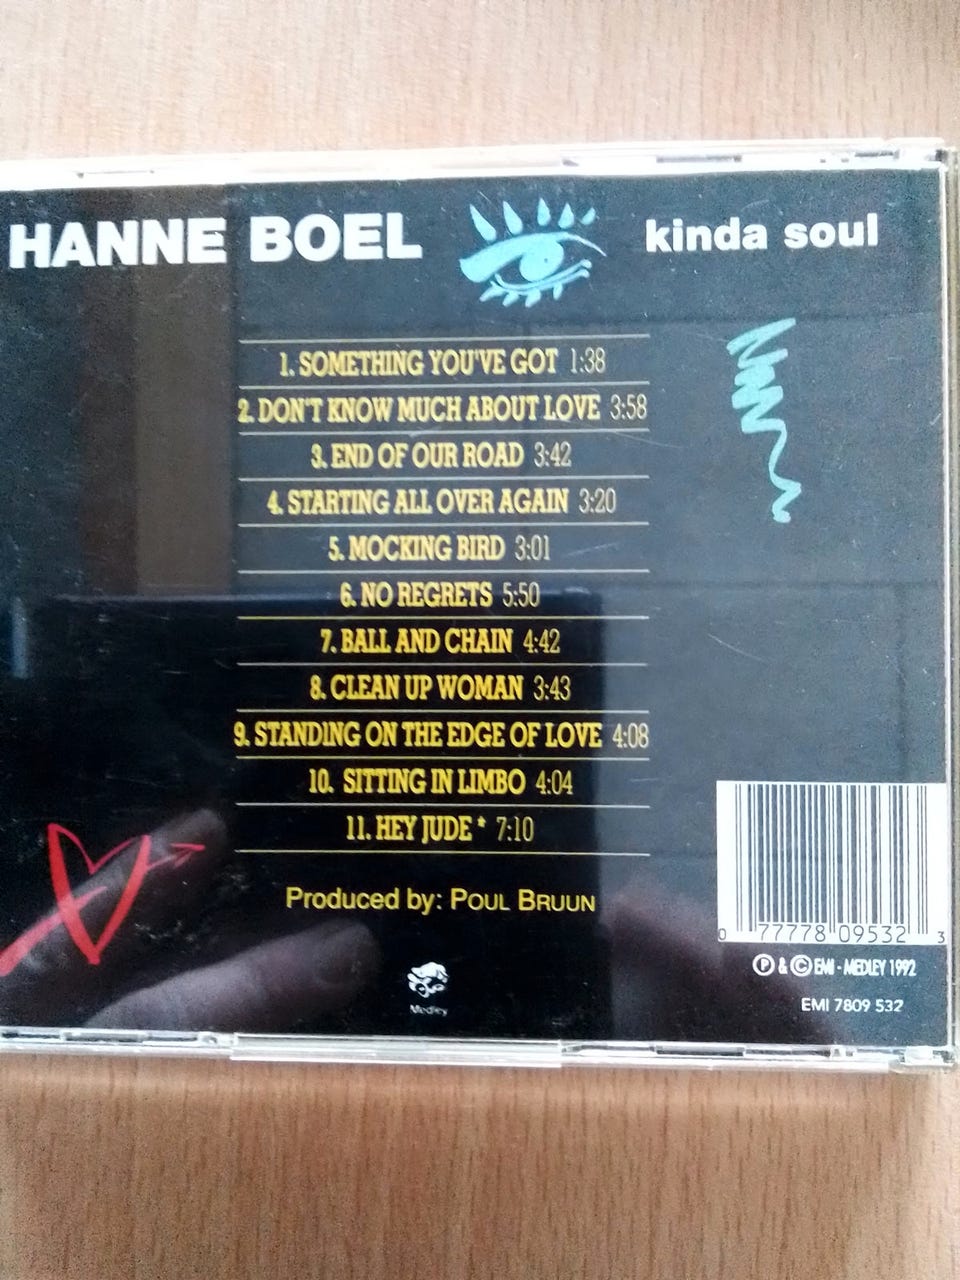 HANNE BOEL
kinda soul
1. SOMETHING YOU'VE GOT 1:38
2. DON'T KNOW MUCH ABOUT LOVE 3:58
3. END OF OUR ROAD 3:42
4. STARTING ALL OVER AGAIN 3:20
5. MOCKING BIRD 3:01
6. NO REGRETS 5:50
7. BALL AND CHAIN 4:42
8. CLEAN UP WOMAN 3:43
9. STANDING ON THE EDGE OF LOVE 4:08
10. SITTING IN LIMBO 4:04
11. HEY JUDE * 7:10
Produced by: POUL BRUUN
Medley
0 77778 09532 3
Ⓟ & © EMI - MEDLEY 1992
EMI 7809 532